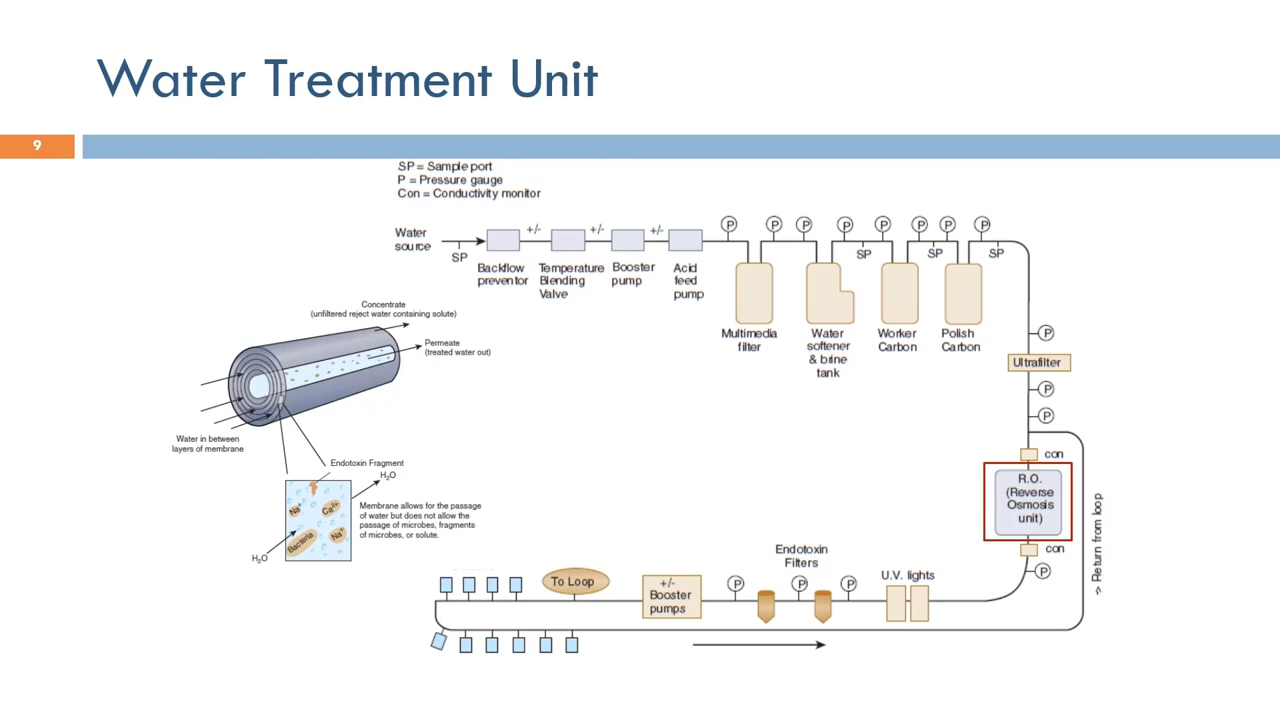 Water Treatment Unit
9
SP = Sample port
P = Pressure gauge
Con = Conductivity monitor
Water
source
SP
+/-
+/-
+/-
Backflow
preventor
Temperature
Blending
Valve
Booster
pump
Acid
feed
pump
P
P
P
P
P
P
P
P
SP
SP
SP
Multimedia
filter
Water
softener
& brine
tank
Worker
Carbon
Polish
Carbon
P
Ultrafilter
P
P
con
R.O.
(Reverse
Osmosis
unit)
con
P
-> Return from loop
Concentrate
(unfiltered reject water containing solute)
Permeate
(treated water out)
Water in between
layers of membrane
Endotoxin Fragment
H2O
Na+
Ca2+
Bacteria
Na+
H2O
Membrane allows for the passage
of water but does not allow the
passage of microbes, fragments
of microbes, or solute.
To Loop
+/-
Booster
pumps
P
P
P
Endotoxin
Filters
U.V. lights